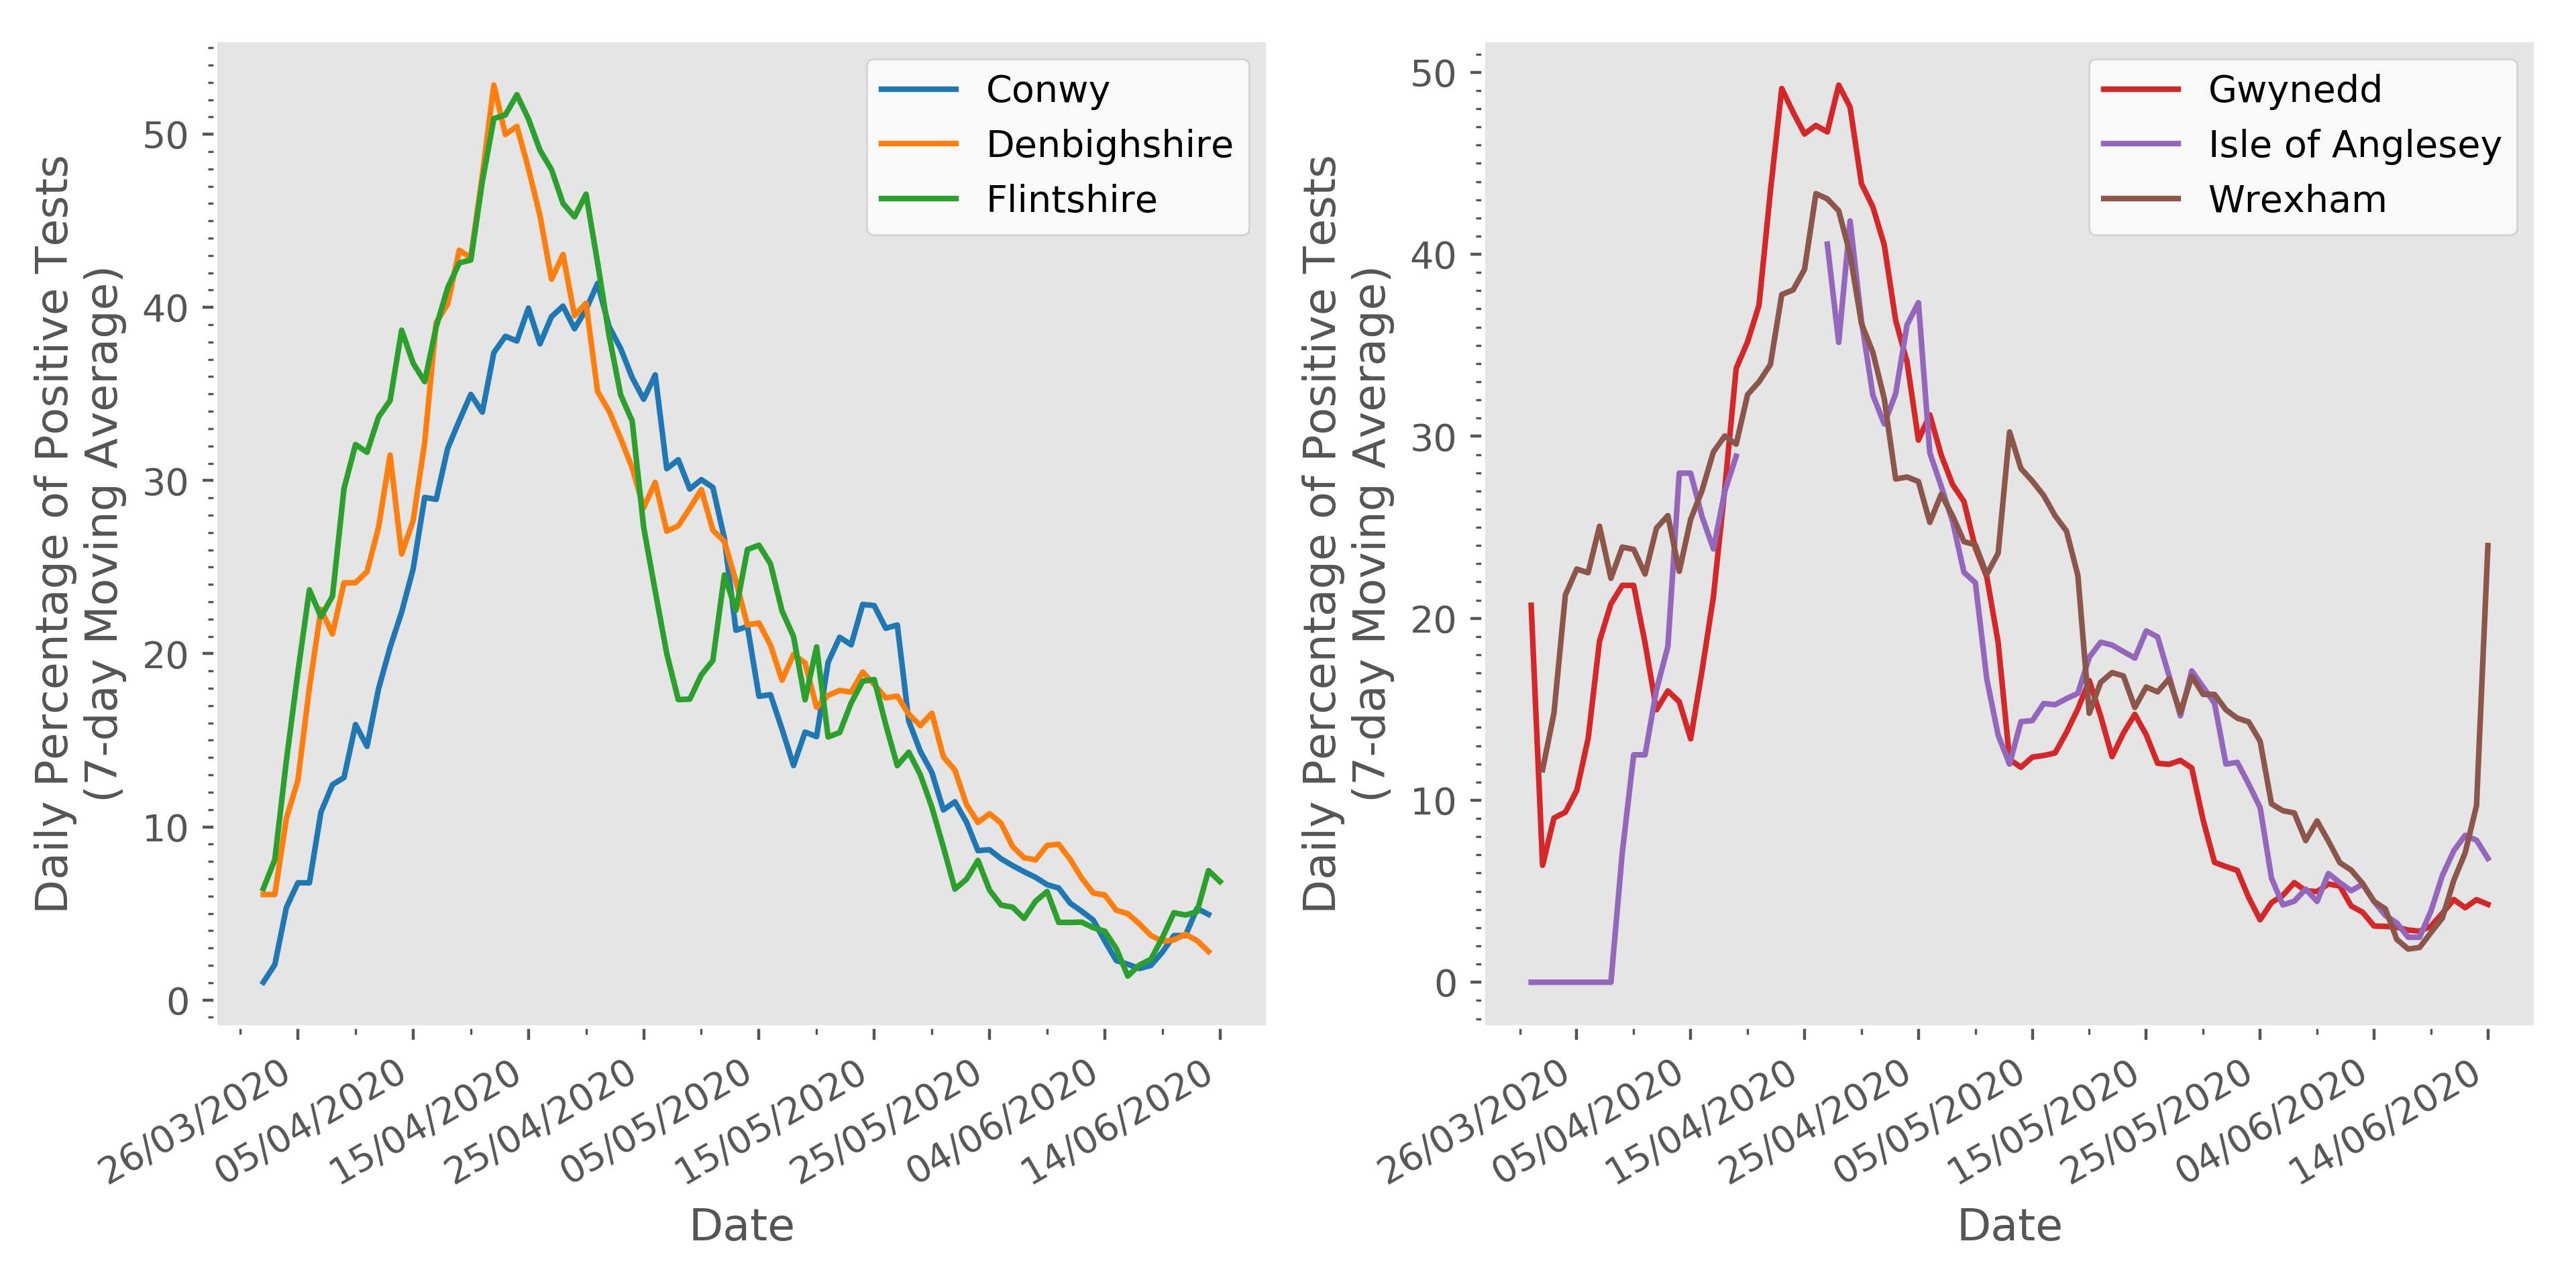 Daily Percentage of Positive Tests
(7-day Moving Average)
50
40
30
20
10
0
Conwy
Denbighshire
Flintshire
26/03/2020
05/04/2020
15/04/2020
25/04/2020
05/05/2020
15/05/2020
25/05/2020
04/06/2020
14/06/2020
Date
Daily Percentage of Positive Tests
(7-day Moving Average)
50
40
30
20
10
0
Gwynedd
Isle of Anglesey
Wrexham
26/03/2020
05/04/2020
15/04/2020
25/04/2020
05/05/2020
15/05/2020
25/05/2020
04/06/2020
14/06/2020
Date